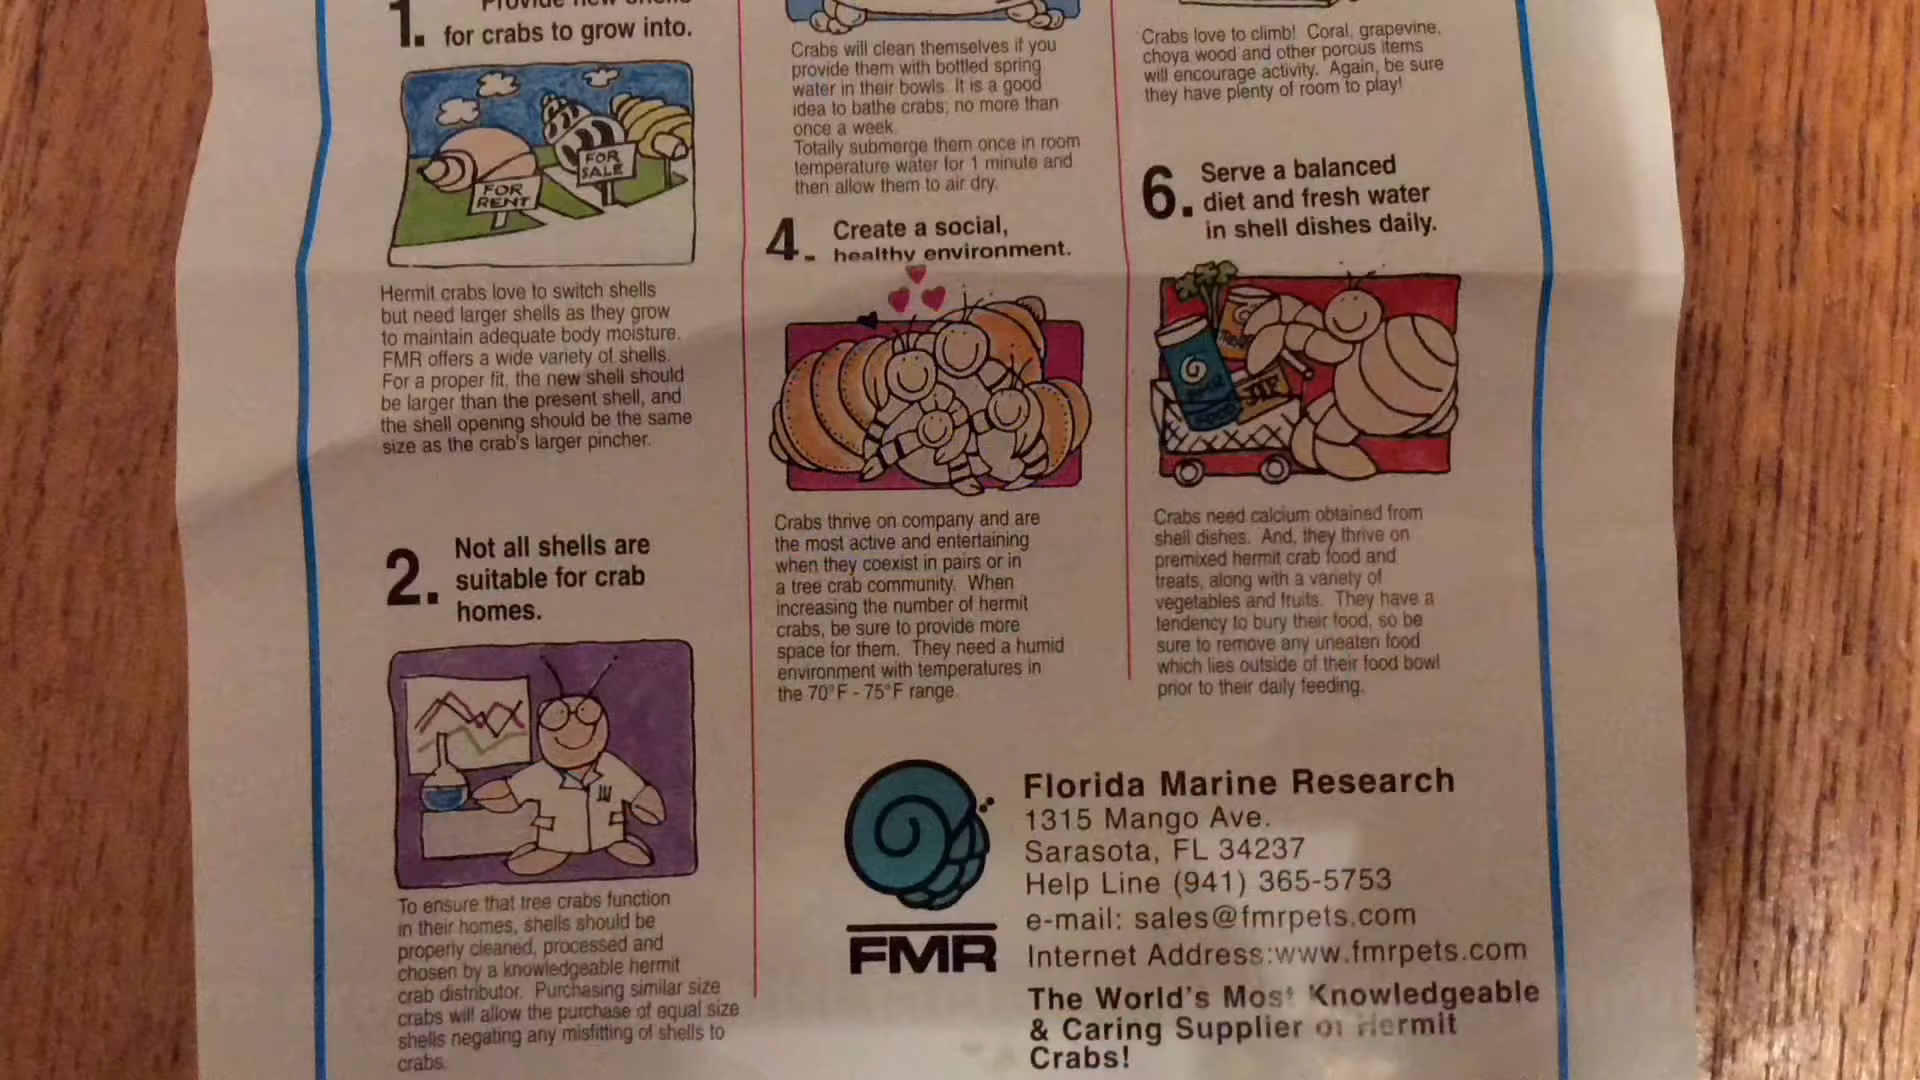 1.
for crabs to grow into.
FOR
RENT
FOR
SALE
Hermit crabs love to switch shells
but need larger shells as they grow
to maintain adequate body moisture.
FMR offers a wide variety of shells.
For a proper fit, the new shell should
be larger than the present shell, and
the shell opening should be the same
size as the crab's larger pincher.
2.
Not all shells are
suitable for crab
homes.
To ensure that tree crabs function
in their homes, shells should be
properly cleaned, processed and
chosen by a knowledgeable hermit
crab distributor. Purchasing similar size
crabs will allow the purchase of equal size
shells negating any misfitting of shells to
crabs.
Crabs will clean themselves if you
provide them with bottled spring
water in their bowls. It is a good
idea to bathe crabs; no more than
once a week.
Totally submerge them once in room
temperature water for 1 minute and
then allow them to air dry.
4.
Create a social,
healthy environment.
Crabs thrive on company and are
the most active and entertaining
when they coexist in pairs or in
a tree crab community. When
increasing the number of hermit
crabs, be sure to provide more
space for them. They need a humid
environment with temperatures in
the 70°F - 75°F range.
Crabs love to climb! Coral, grapevine,
choya wood and other porous items
will encourage activity. Again, be sure
they have plenty of room to play!
6.
Serve a balanced
diet and fresh water
in shell dishes daily.
Crabs need calcium obtained from
shell dishes. And, they thrive on
premixed hermit crab food and
treats, along with a variety of
vegetables and fruits. They have a
tendency to bury their food, so be
sure to remove any uneaten food
which lies outside of their food bowl
prior to their daily feeding.
FMR
Florida Marine Research
1315 Mango Ave.
Sarasota, FL 34237
Help Line (941) 365-5753
e-mail: sales@fmrpets.com
Internet Address:www.fmrpets.com
The World's Most Knowledgeable
& Caring Supplier of Hermit
Crabs!